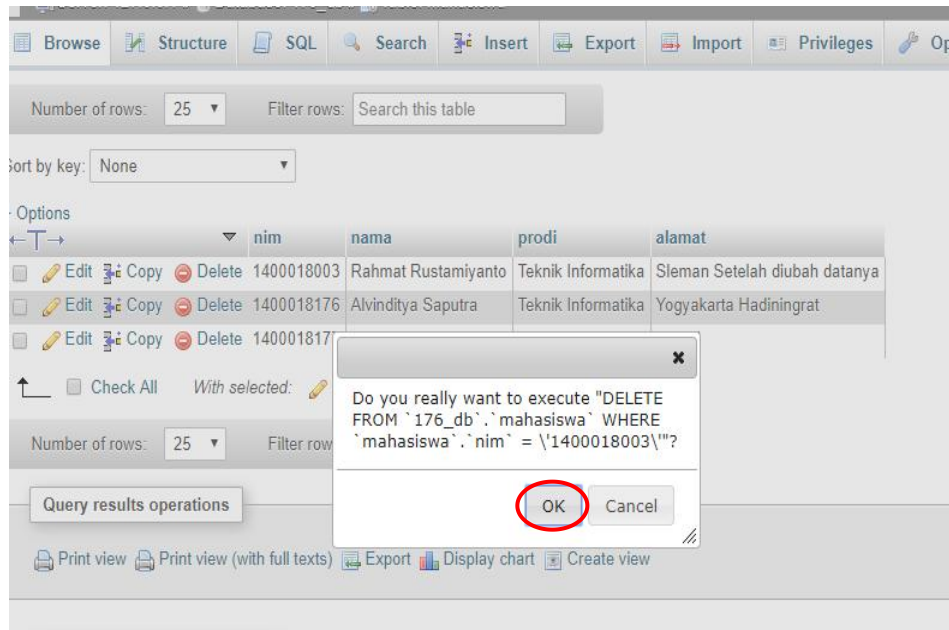 Browse Structure SQL Search Insert Export Import Privileges
Number of rows: 25 Filter rows: Search this table
Sort by key: None
+ Options
nim nama prodi alamat
Edit Copy Delete 1400018003 Rahmat Rustamiyanto Teknik Informatika Sleman Setelah diubah datanya
Edit Copy Delete 1400018176 Alvinditya Saputra Teknik Informatika Yogyakarta Hadiningrat
Edit Copy Delete
Check All With selected:
Do you really want to execute "DELETE
FROM `176_db`.`mahasiswa` WHERE
`mahasiswa`.`nim` = \'1400018003\'"?
OK Cancel
Number of rows: 25 Filter row
Query results operations
Print view Print view (with full texts) Export Display chart Create view